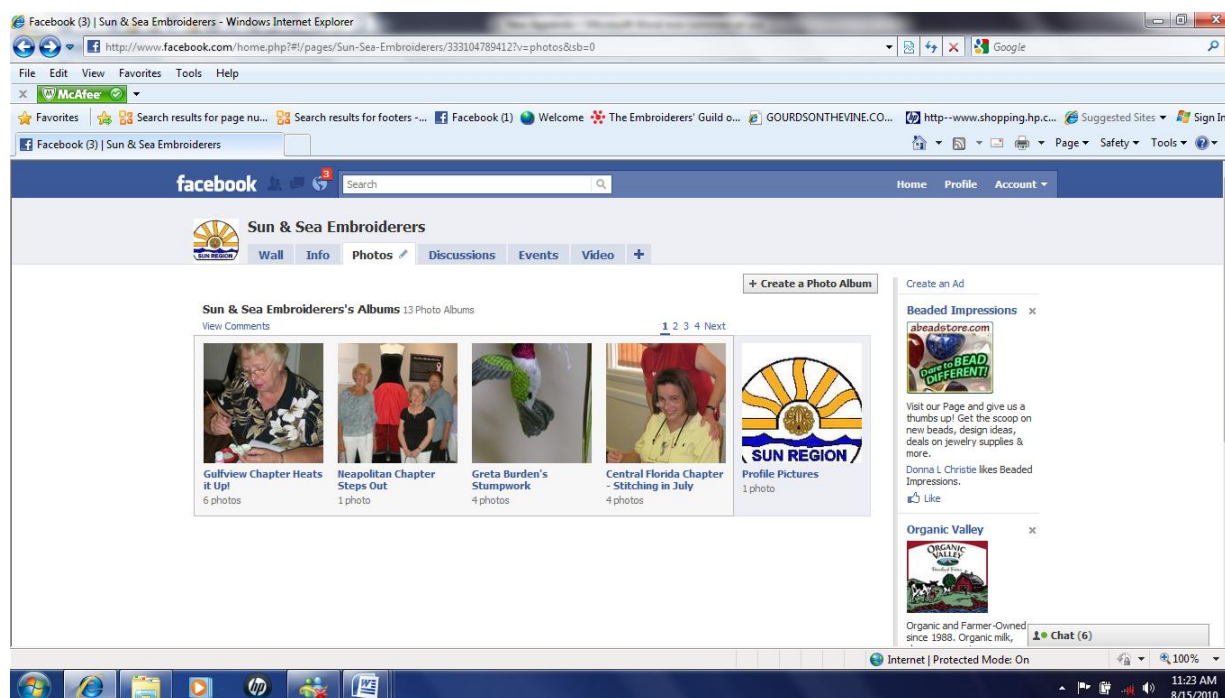 Facebook (3) | Sun & Sea Embroiderers - Windows Internet Explorer
http://www.facebook.com/home.php?#!/pages/Sun-Sea-Embroiderers/333104789412?v=photos&sb=0
Google
File Edit View Favorites Tools Help
McAfee
Favorites Search results for page nu... Search results for footers -... Facebook (1) Welcome The Embroiderers' Guild o... GOURDSONTHEVINE.CO... http--www.shopping.hp.c... Suggested Sites Sign In
Facebook (3) | Sun & Sea Embroiderers
Page Safety Tools
facebook 3 Search Home Profile Account
Sun & Sea Embroiderers
SUN REGION
Wall Info Photos Discussions Events Video +
+ Create a Photo Album
Create an Ad
Sun & Sea Embroiderers's Albums 13 Photo Albums
View Comments
1 2 3 4 Next
SUN REGION
Gulfview Chapter Heats it Up!
6 photos
Neapolitan Chapter Steps Out
1 photo
Greta Burden's Stumpwork
4 photos
Central Florida Chapter - Stitching in July
4 photos
Profile Pictures
1 photo
Beaded Impressions x
abeadstore.com
Dare to BEAD DIFFERENT!
Visit our Page and give us a
thumbs up! Get the scoop on
new beads, design ideas,
deals on jewelry supplies &
more.
Donna L Christie likes Beaded
Impressions.
Like
Organic Valley x
ORGANIC
VALLEY
Organic and Farmer-Owned
since 1988. Organic milk,
Chat (6)
Internet | Protected Mode: On
100%
hp
11:23 AM
8/15/2010